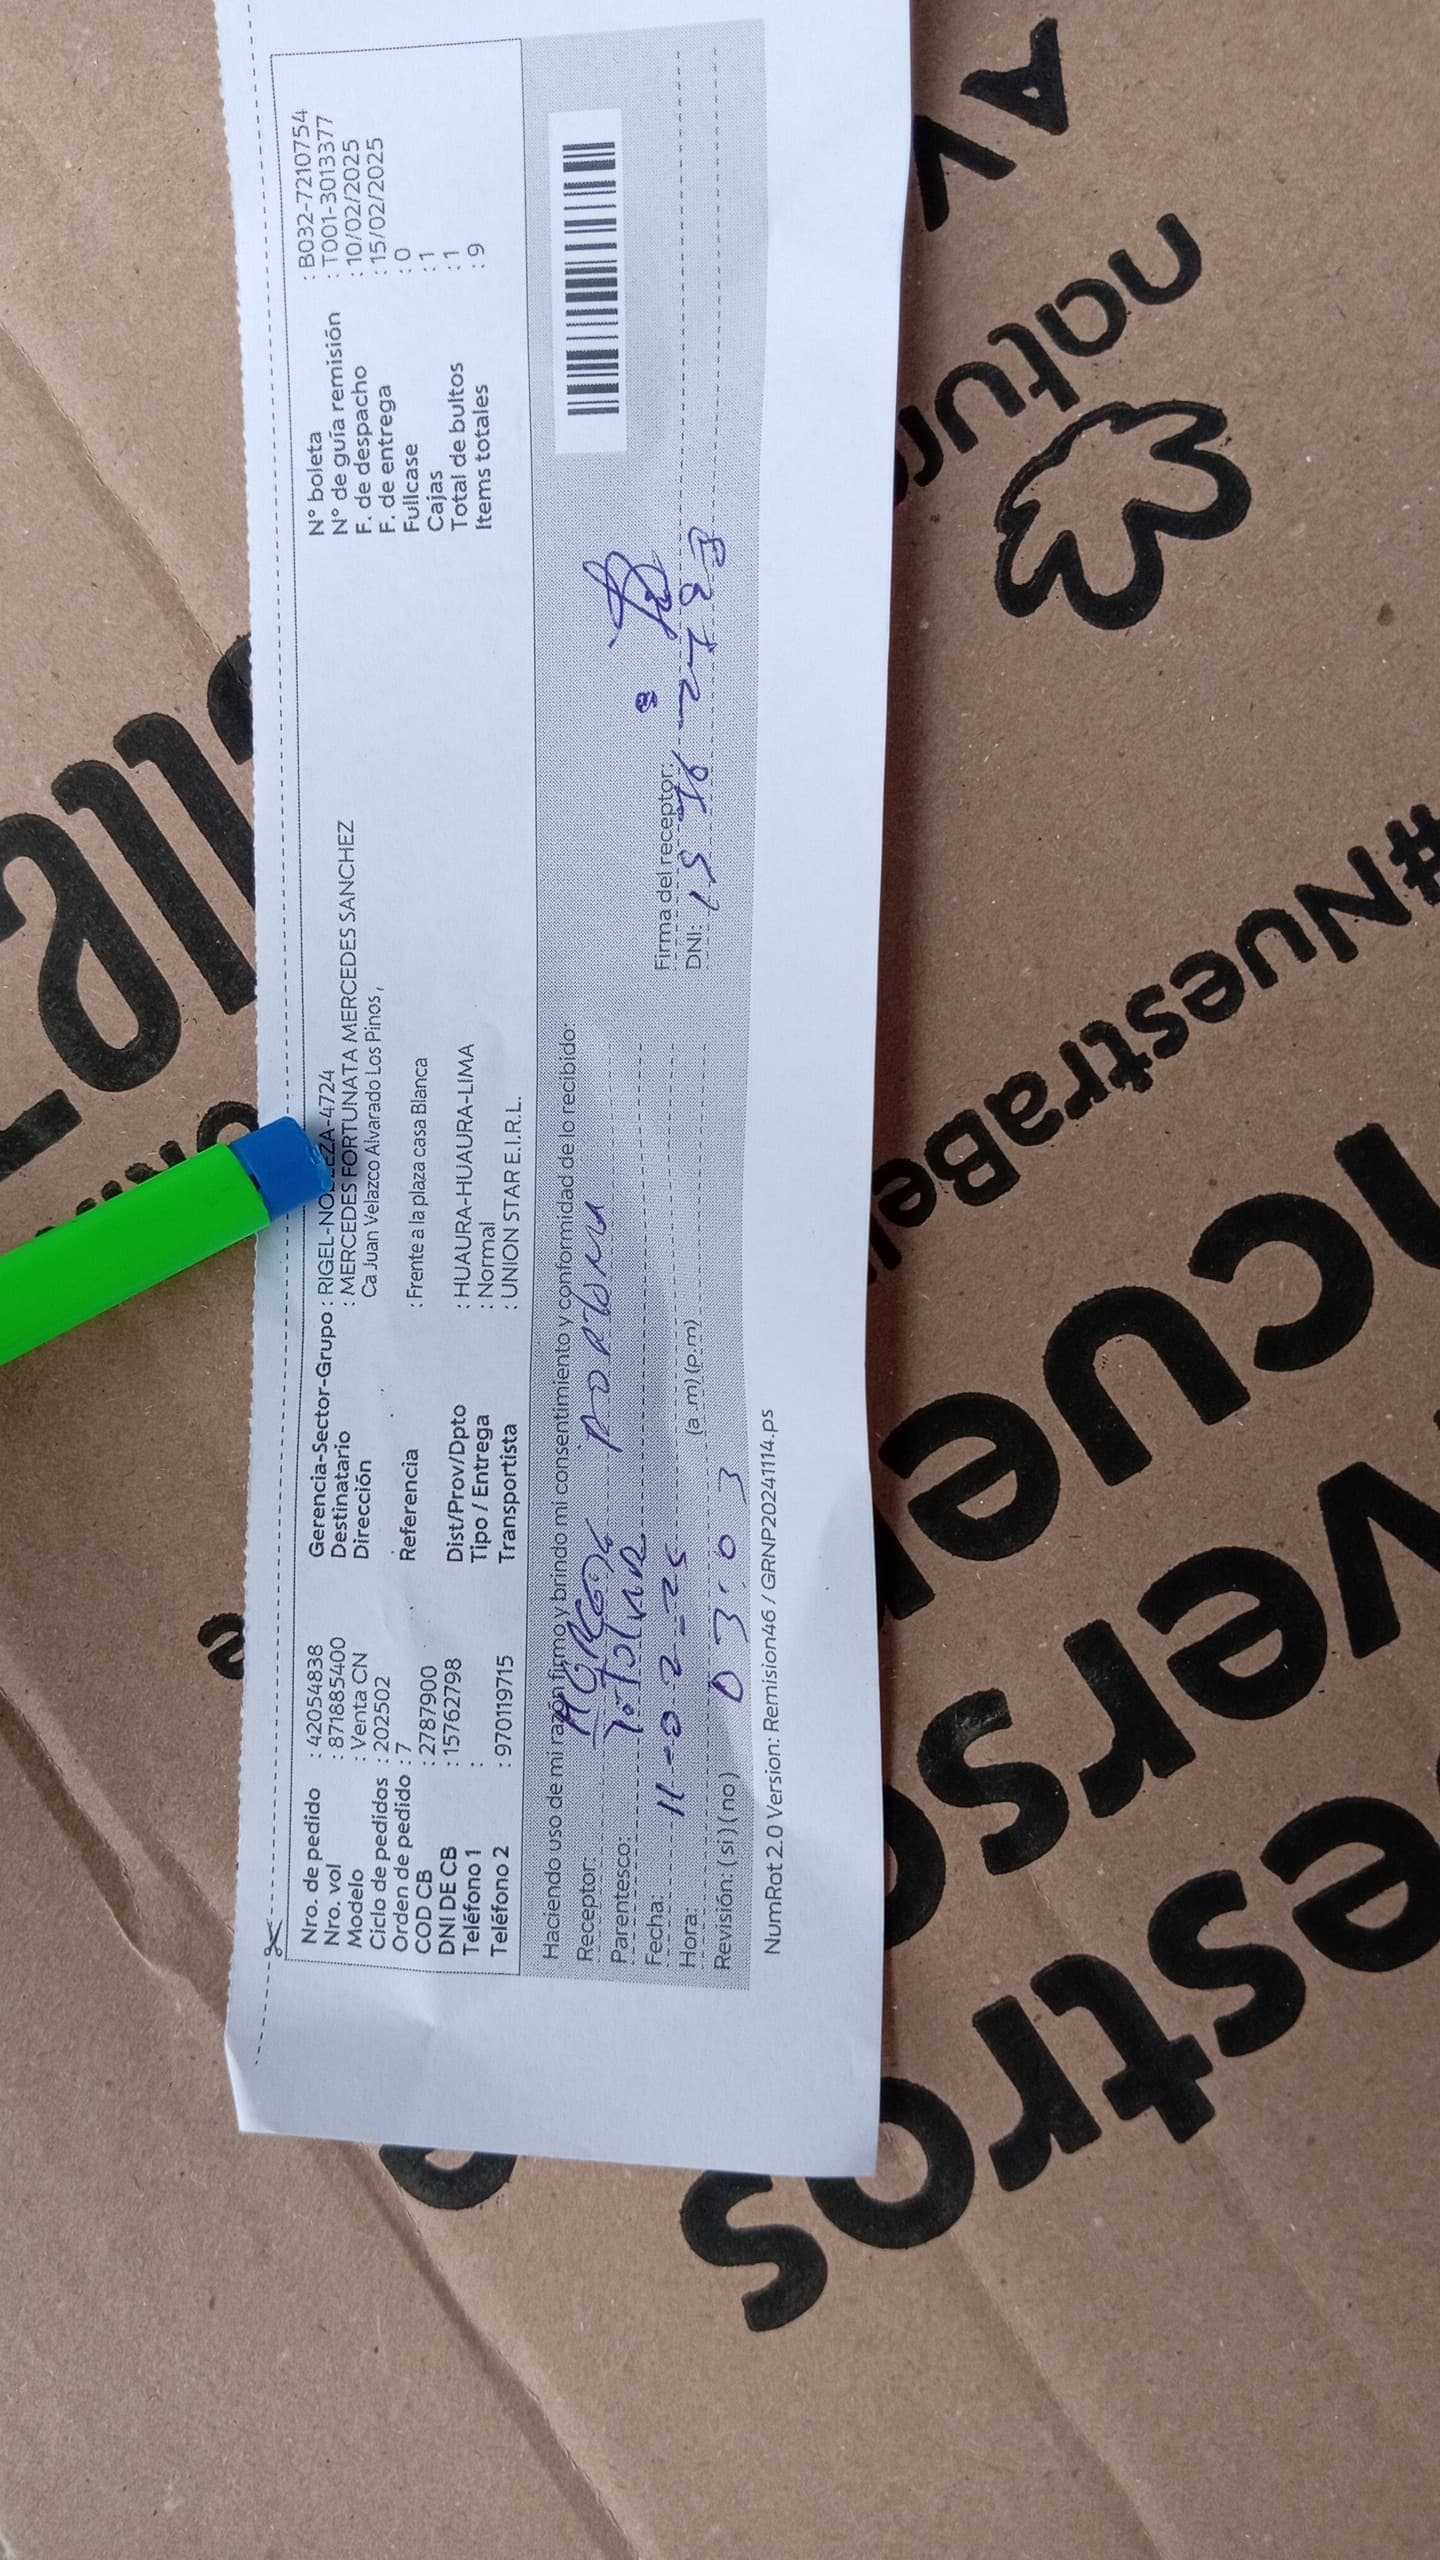 Nro. de pedido : 42054838
Nro. vol : 871885400
Modelo : Venta CN
Ciclo de pedidos : 202502
Orden de pedido : 7
COD CB : 2787900
DNI DE CB : 15762798
Teléfono 1 :
Teléfono 2 : 970119715
Gerencia-Sector-Grupo : RIGEL-NO EZA-4724
Destinatario : MERCEDES FORTUNATA MERCEDES SANCHEZ
Dirección Ca Juan Velazco Alvarado Los Pinos ,
Referencia : Frente a la plaza casa Blanca
Dist/Prov/Dpto : HUAURA-HUAURA-LIMA
Tipo / Entrega : Normal
Transportista : UNION STAR E.I.R.L.
N° boleta : B032-7210754
N° de guía remisión : T001-3013377
F. de despacho : 10/02/2025
F. de entrega : 15/02/2025
Fullcase : 0
Cajas : 1
Total de bultos : 1
Items totales : 9
Haciendo uso de mi razón firmo y brindo mi consentimiento y conformidad de lo recibido:
Receptor:
Parentesco:
Fecha: 11-02-25
Hora: (a.m) (p.m)
Revisión: ( si ) ( no ) 03:03
Firma del receptor:
DNI: 1576279
NumRot 2.0 Version: Remision46 / GRNP20241114.ps
natura
AV
#NuestraBe